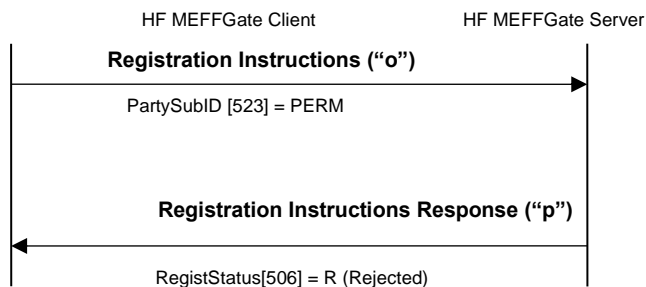 HF MEFFGate Client HF MEFFGate Server
Registration Instructions (“o”)
PartySubID [523] = PERM
Registration Instructions Response (“p”)
RegistStatus[506] = R (Rejected)